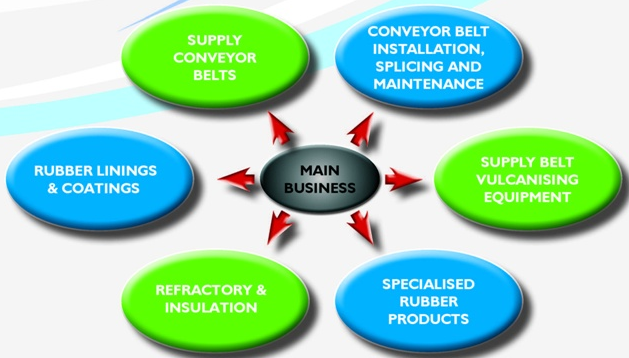 SUPPLY
CONVEYOR
BELTS
CONVEYOR BELT
INSTALLATION,
SPLICING AND
MAINTENANCE
RUBBER LININGS
& COATINGS
MAIN
BUSINESS
SUPPLY BELT
VULCANISING
EQUIPMENT
REFRACTORY &
INSULATION
SPECIALISED
RUBBER
PRODUCTS